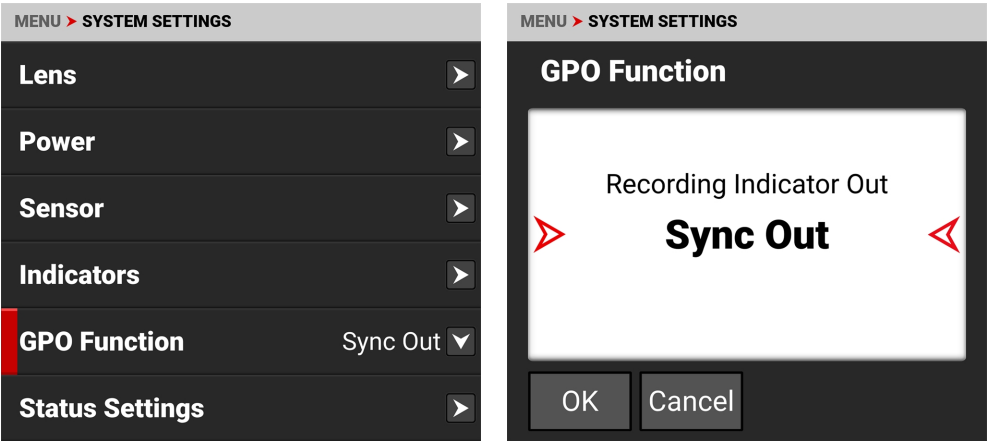 MENU ➤ SYSTEM SETTINGS
Lens
Power
Sensor
Indicators
GPO Function Sync Out
Status Settings
MENU ➤ SYSTEM SETTINGS
GPO Function
Recording Indicator Out
Sync Out
OK Cancel